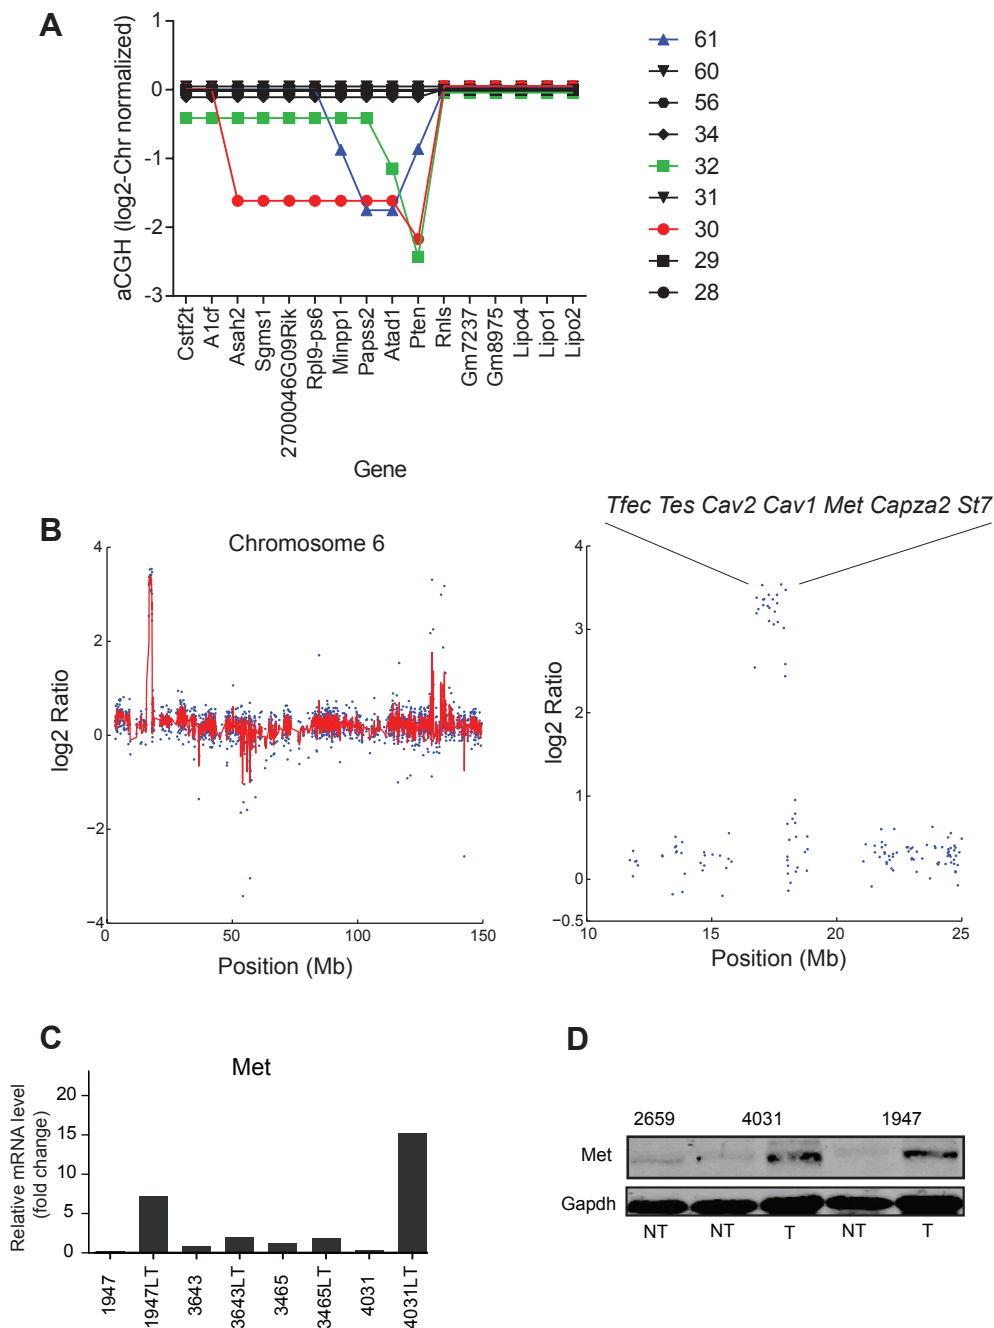 A
aCGH (log2-Chr normalized)
1
0
-1
-2
-3
Cstf2t
A1cf
Asah2
Sgms1
2700046G09Rik
Rpl9-ps6
Minpp1
Papss2
Atad1
Pten
Rnls
Gm7237
Gm8975
Lipo4
Lipo1
Lipo2
Gene
61
60
56
34
32
31
30
29
28
B
Chromosome 6
log2 Ratio
4
2
0
−2
−4
0
50
100
150
Position (Mb)
Tfec Tes Cav2 Cav1 Met Capza2 St7
log2 Ratio
4
3
2
1
0
−0.5
10
15
20
25
Position (Mb)
C
Met
Relative mRNA level
(fold change)
20
15
10
5
0
1947
1947LT
3643
3643LT
3465
3465LT
4031
4031LT
D
2659 4031 1947
Met
Gapdh
NT NT T NT T